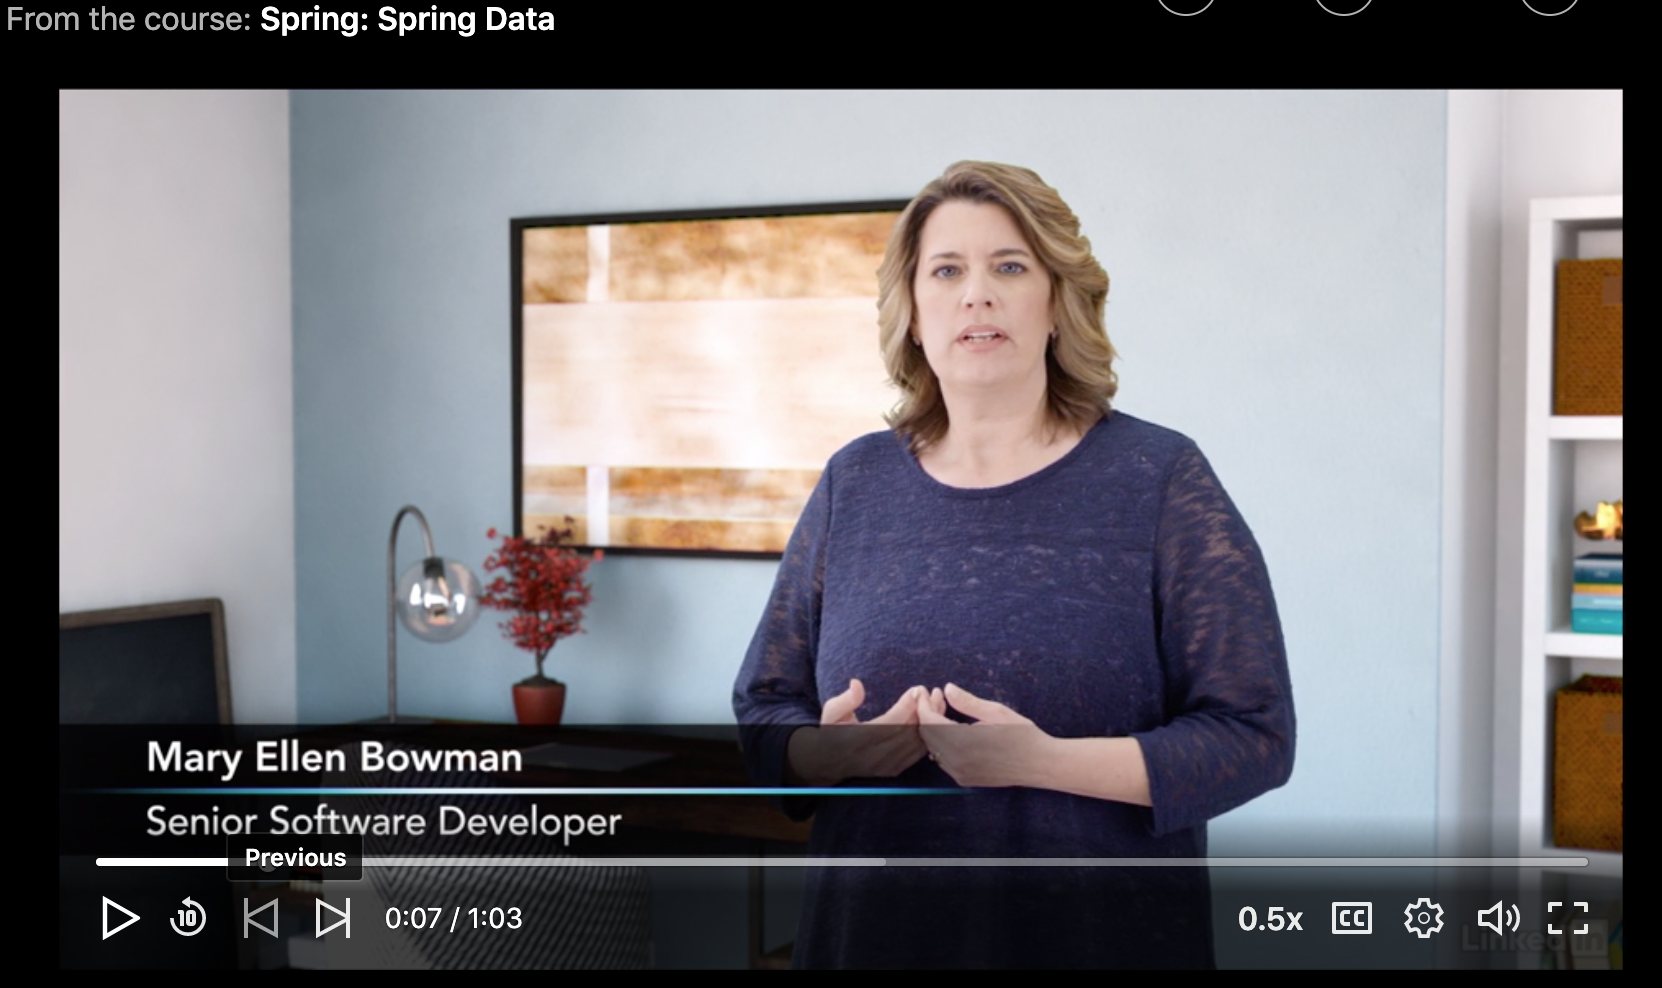 From the course: Spring: Spring Data
Mary Ellen Bowman
Senior Software Developer
Previous
10
0:07 / 1:03
0.5x
CC
LinkedIn